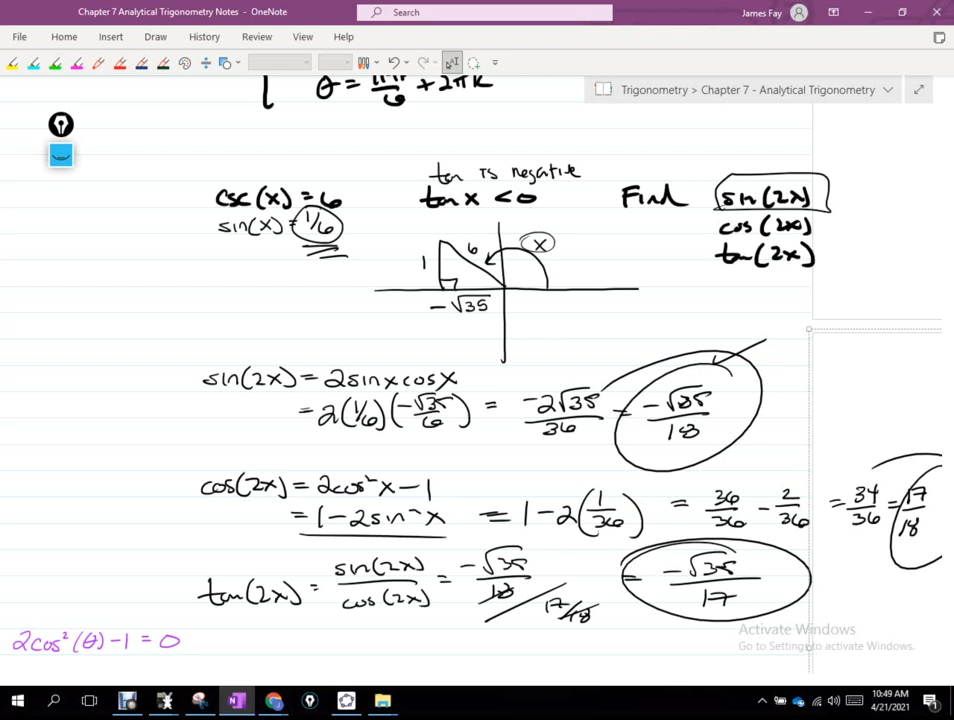 Chapter 7 Analytical Trigonometry Notes - OneNote
Search
James Fay
File Home Insert Draw History Review View Help
Trigonometry > Chapter 7 - Analytical Trigonometry
θ = 6 + 2πk
tan is negative
csc(x) = 6 tan x < 0 Find sin(2x)
sin(x) = 1/6 cos(2x)
tan(2x)
6 x
1
-√35
sin(2x) = 2sinxcosx
= 2(1/6)(-√35/6) = -2√35/36 = -√35/18
cos(2x) = 2cos²x - 1
= 1 - 2sin²x = 1 - 2(1/36) = 36/36 - 2/36 = 34/36 = 17/18
tan(2x) = sin(2x)/cos(2x) = -√35/18 / 17/18 = -√35/17
2cos²(θ) - 1 = 0
Activate Windows
Go to Settings to activate Windows.
10:49 AM
4/21/2021